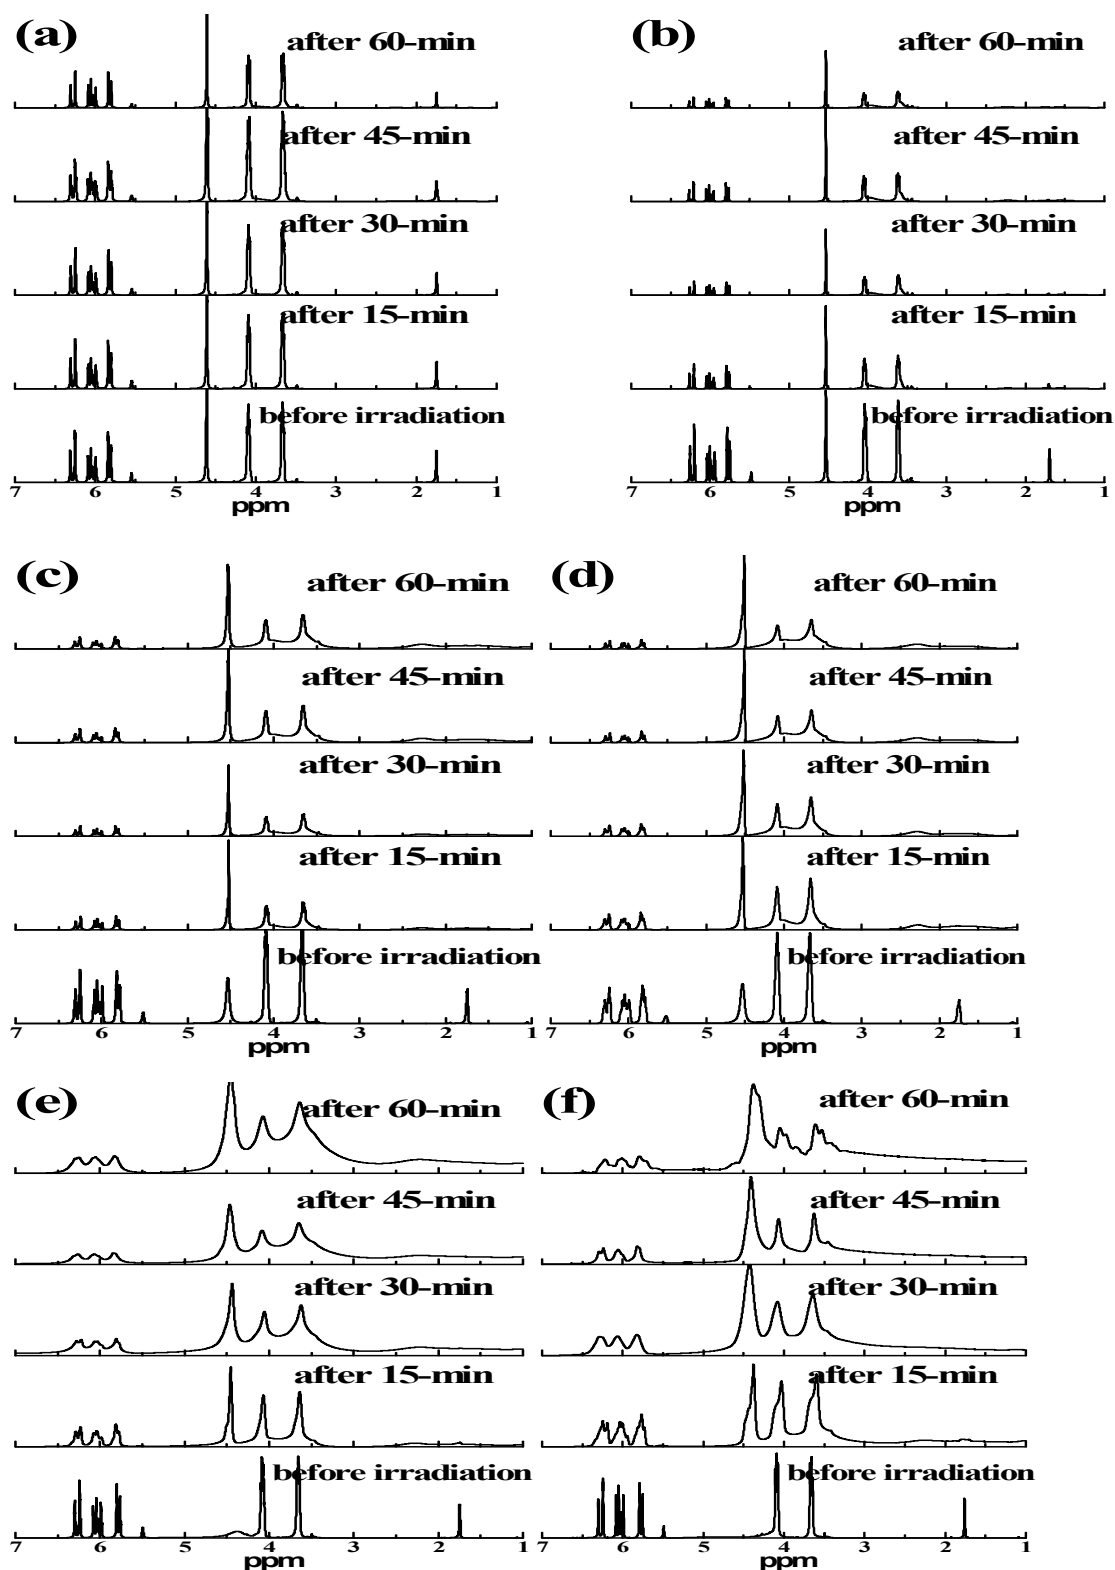 (a)
after 60-min
after 45-min
after 30-min
after 15-min
before irradiation
7 6 5 4 3 2 1
ppm
(b)
after 60-min
after 45-min
after 30-min
after 15-min
before irradiation
7 6 5 4 3 2 1
ppm
(c)
after 60-min
after 45-min
after 30-min
after 15-min
before irradiation
7 6 5 4 3 2 1
ppm
(d)
after 60-min
after 45-min
after 30-min
after 15-min
before irradiation
7 6 5 4 3 2 1
ppm
(e)
after 60-min
after 45-min
after 30-min
after 15-min
before irradiation
7 6 5 4 3 2 1
ppm
(f)
after 60-min
after 45-min
after 30-min
after 15-min
before irradiation
7 6 5 4 3 2 1
ppm